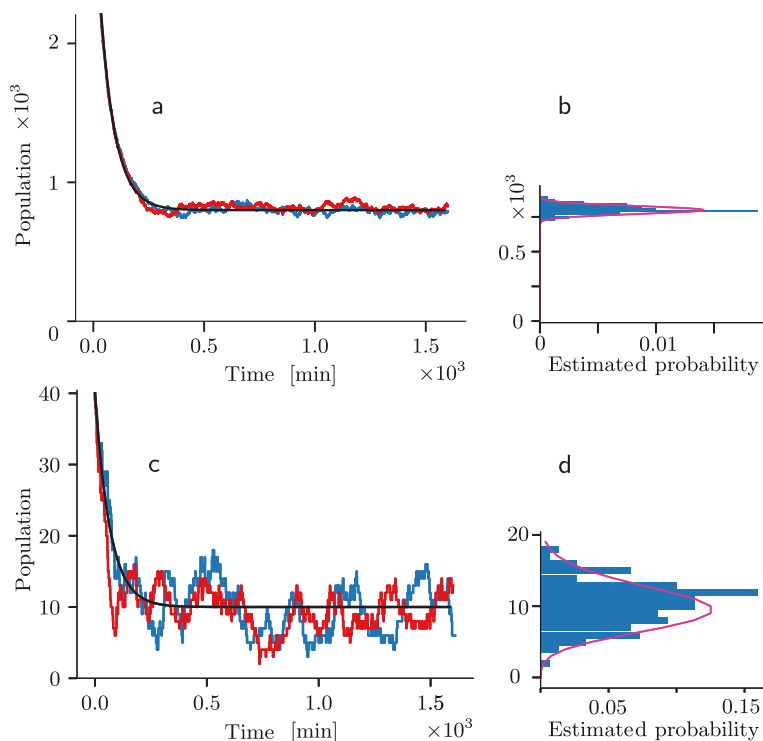 a
Population ×10³
2
1
0
0.0 0.5 1.0 1.5
Time [min] ×10³
b
×10³
0.5
0
0 0.01
Estimated probability
c
Population
40
30
20
10
0
0.0 0.5 1.0 1.5
Time [min] ×10³
d
20
10
0
0.05 0.15
Estimated probability